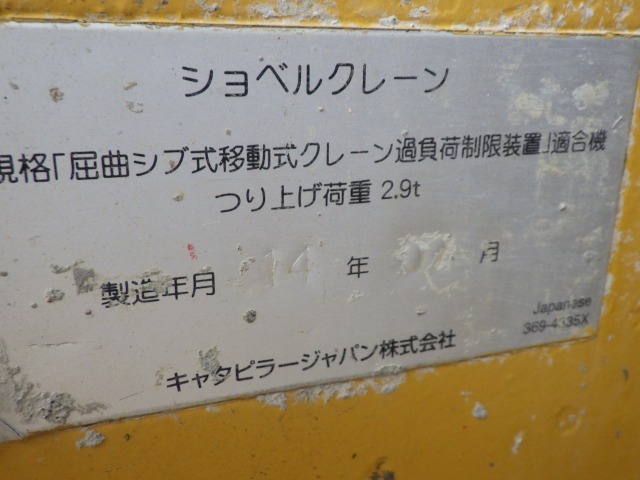 ショベルクレーン
規格「屈曲ジブ式移動式クレーン過負荷制限装置」適合機
つり上げ荷重 2.9t
製造年月 14 年 07 月
Japanese
369-4335X
キャタピラージャパン株式会社